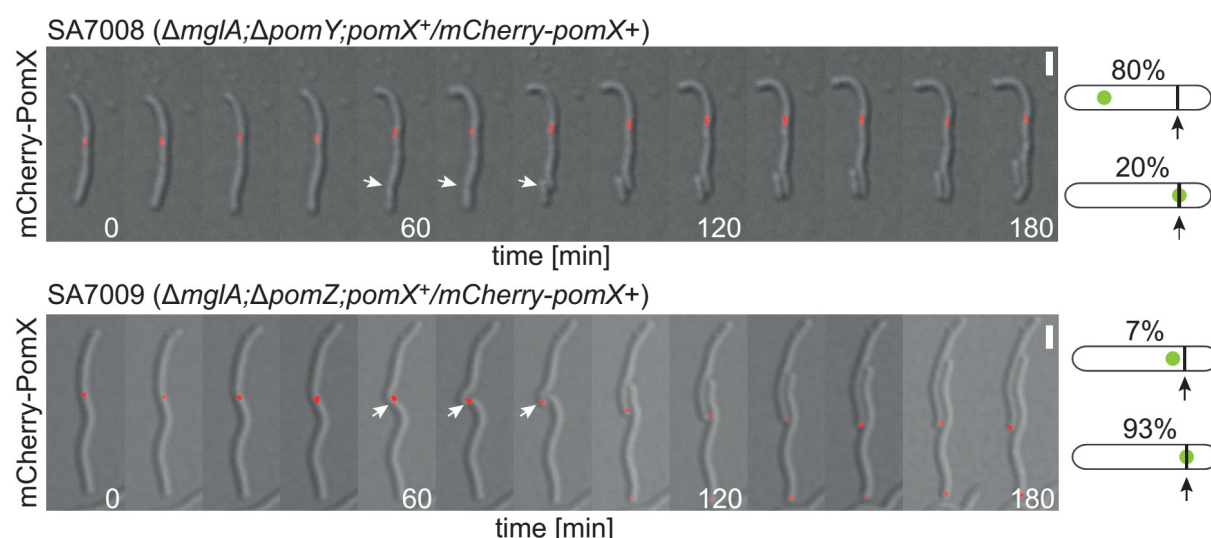 SA7008 (ΔmglA;ΔpomY;pomX⁺/mCherry-pomX+)
mCherry-PomX
0
60
120
180
time [min]
80%
20%
SA7009 (ΔmglA;ΔpomZ;pomX⁺/mCherry-pomX+)
mCherry-PomX
0
60
120
180
time [min]
7%
93%